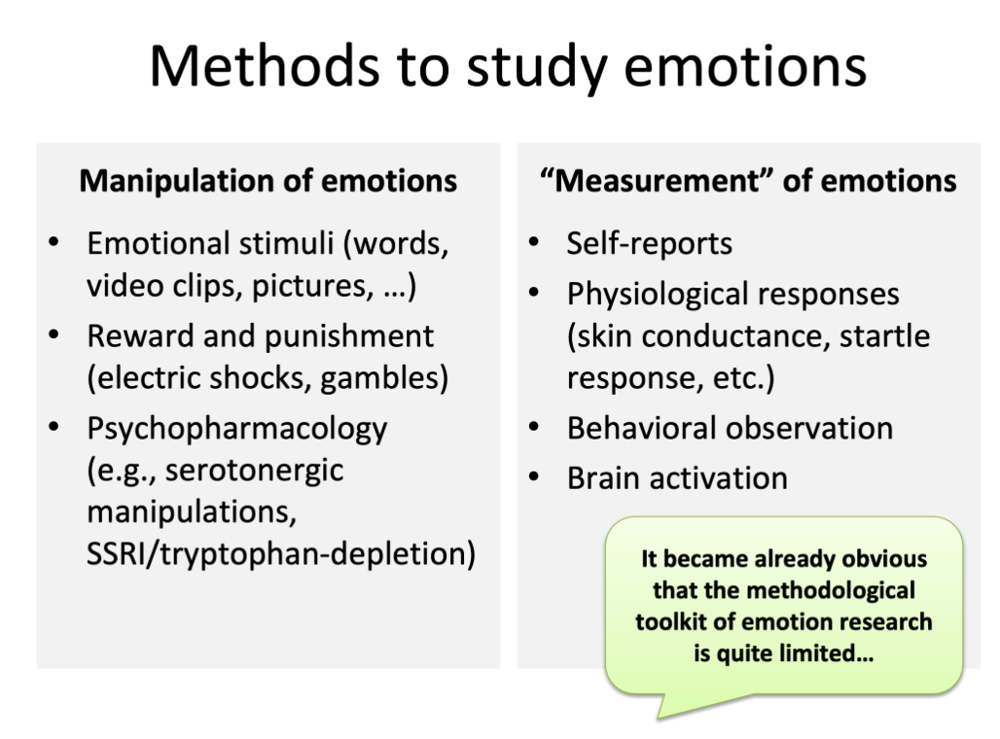 Methods to study emotions
Manipulation of emotions
• Emotional stimuli (words,
video clips, pictures, …)
• Reward and punishment
(electric shocks, gambles)
• Psychopharmacology
(e.g., serotonergic
manipulations,
SSRI/tryptophan-depletion)
“Measurement” of emotions
• Self-reports
• Physiological responses
(skin conductance, startle
response, etc.)
• Behavioral observation
• Brain activation
It became already obvious
that the methodological
toolkit of emotion research
is quite limited…